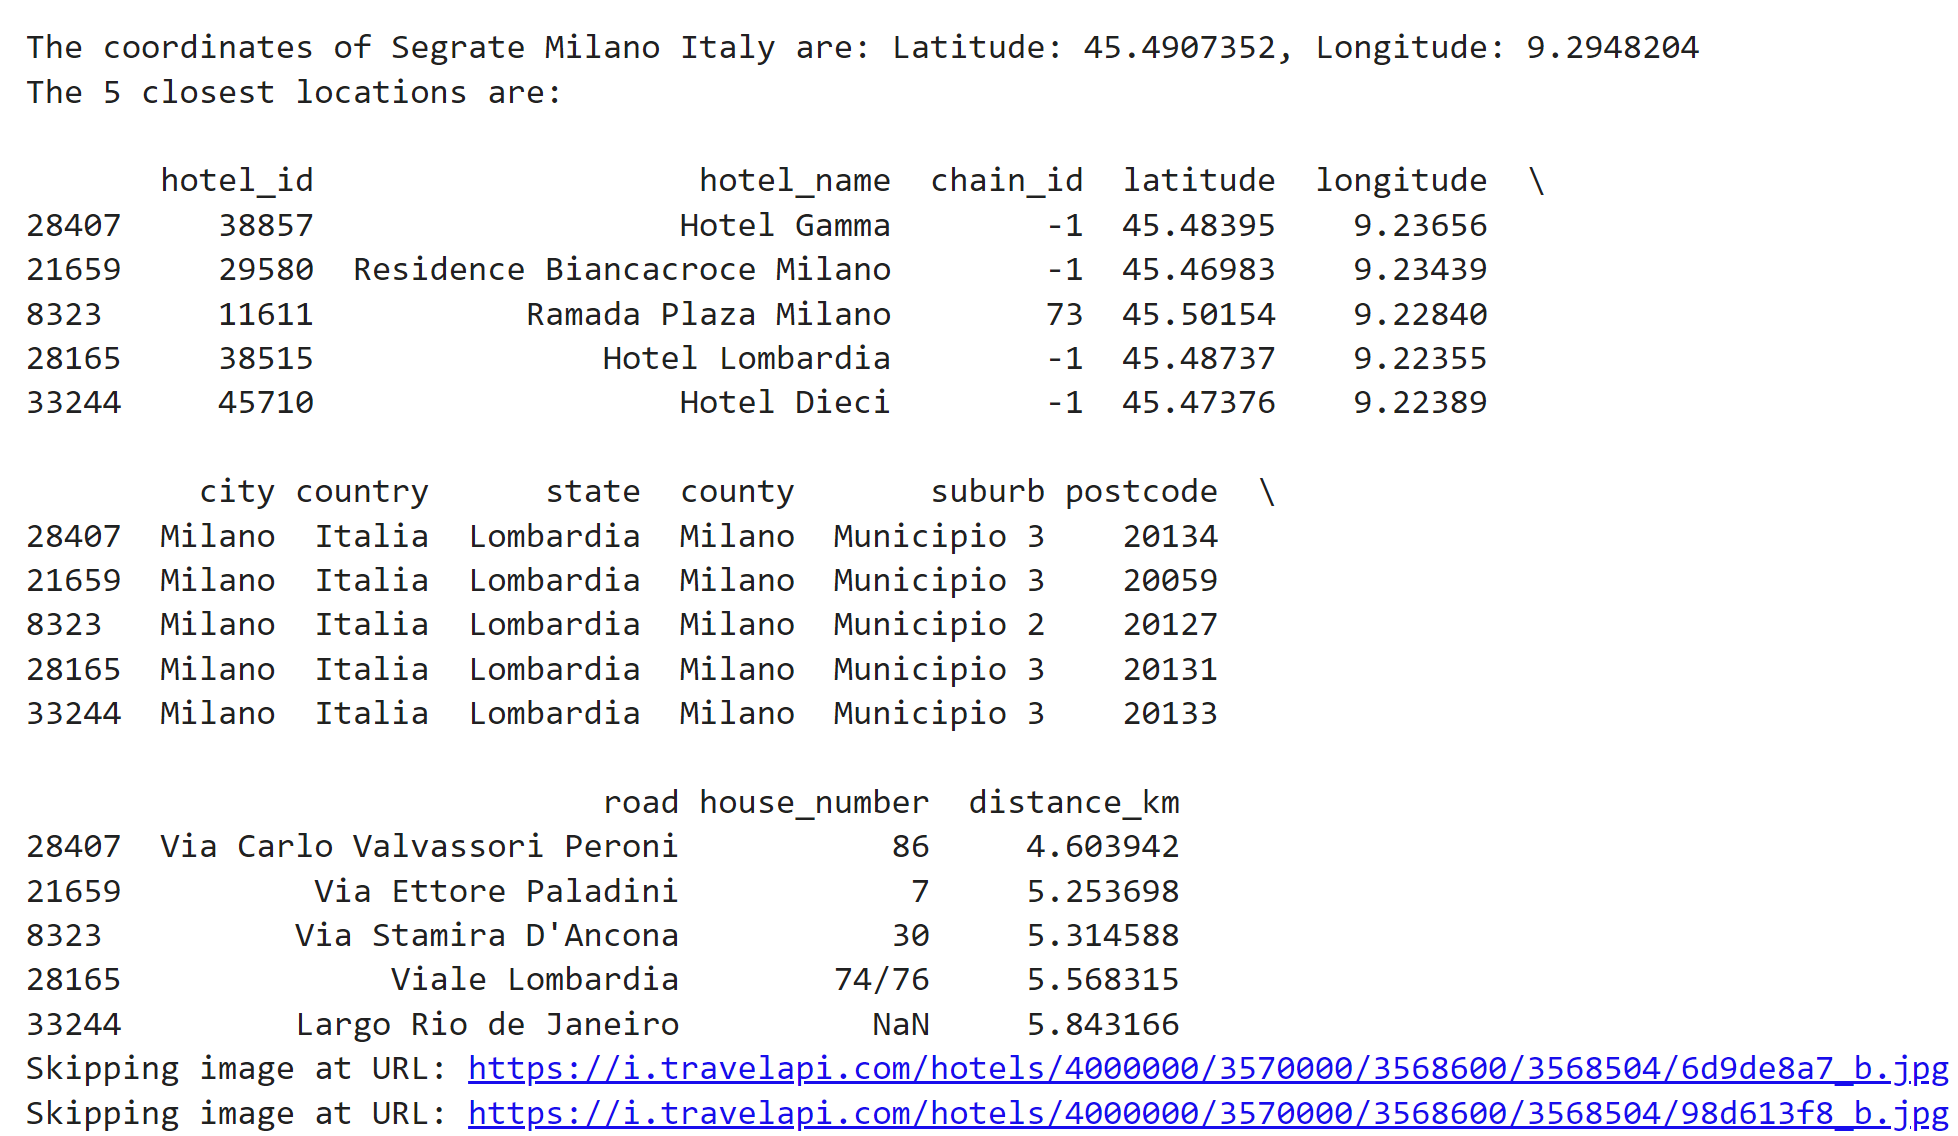 The coordinates of Segrate Milano Italy are: Latitude: 45.4907352, Longitude: 9.2948204
The 5 closest locations are:
hotel_id hotel_name chain_id latitude longitude \
28407 38857 Hotel Gamma -1 45.48395 9.23656
21659 29580 Residence Biancacroce Milano -1 45.46983 9.23439
8323 11611 Ramada Plaza Milano 73 45.50154 9.22840
28165 38515 Hotel Lombardia -1 45.48737 9.22355
33244 45710 Hotel Dieci -1 45.47376 9.22389
city country state county suburb postcode \
28407 Milano Italia Lombardia Milano Municipio 3 20134
21659 Milano Italia Lombardia Milano Municipio 3 20059
8323 Milano Italia Lombardia Milano Municipio 2 20127
28165 Milano Italia Lombardia Milano Municipio 3 20131
33244 Milano Italia Lombardia Milano Municipio 3 20133
road house_number distance_km
28407 Via Carlo Valvassori Peroni 86 4.603942
21659 Via Ettore Paladini 7 5.253698
8323 Via Stamira D'Ancona 30 5.314588
28165 Viale Lombardia 74/76 5.568315
33244 Largo Rio de Janeiro NaN 5.843166
Skipping image at URL: https://i.travelapi.com/hotels/4000000/3570000/3568600/3568504/6d9de8a7_b.jpg
Skipping image at URL: https://i.travelapi.com/hotels/4000000/3570000/3568600/3568504/98d613f8_b.jpg